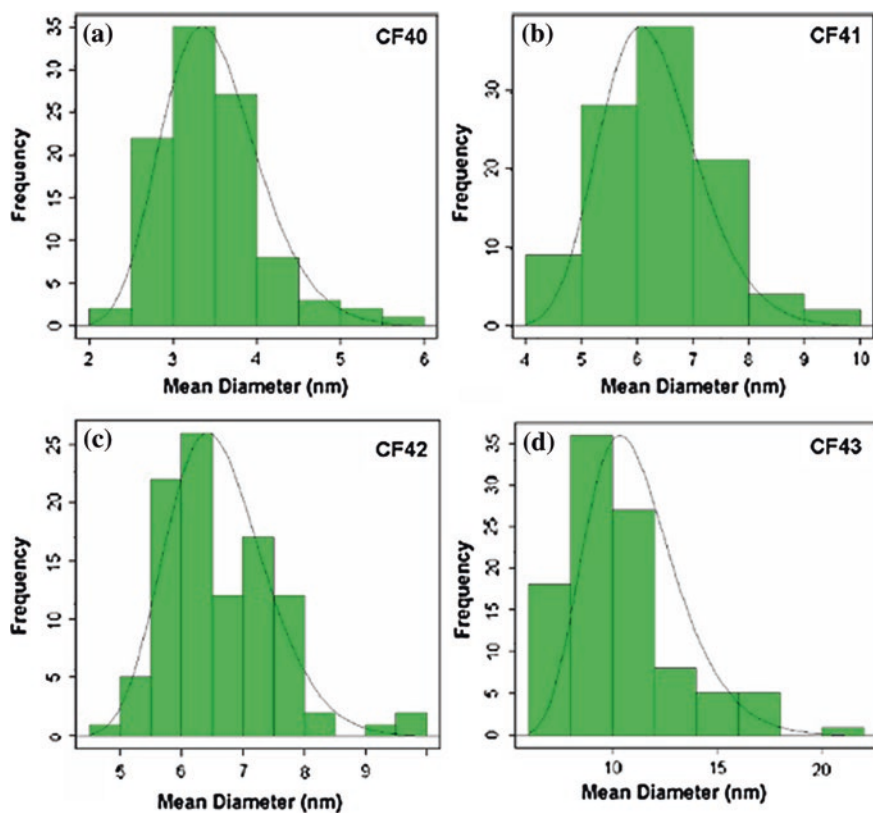 (a) CF40
Frequency
0 5 10 15 20 25 30 35
2 3 4 5 6
Mean Diameter (nm)
(b) CF41
Frequency
0 10 20 30
4 5 6 7 8 9 10
Mean Diameter (nm)
(c) CF42
Frequency
0 5 10 15 20 25
5 6 7 8 9
Mean Diameter (nm)
(d) CF43
Frequency
0 5 10 15 20 25 30 35
10 15 20
Mean Diameter (nm)